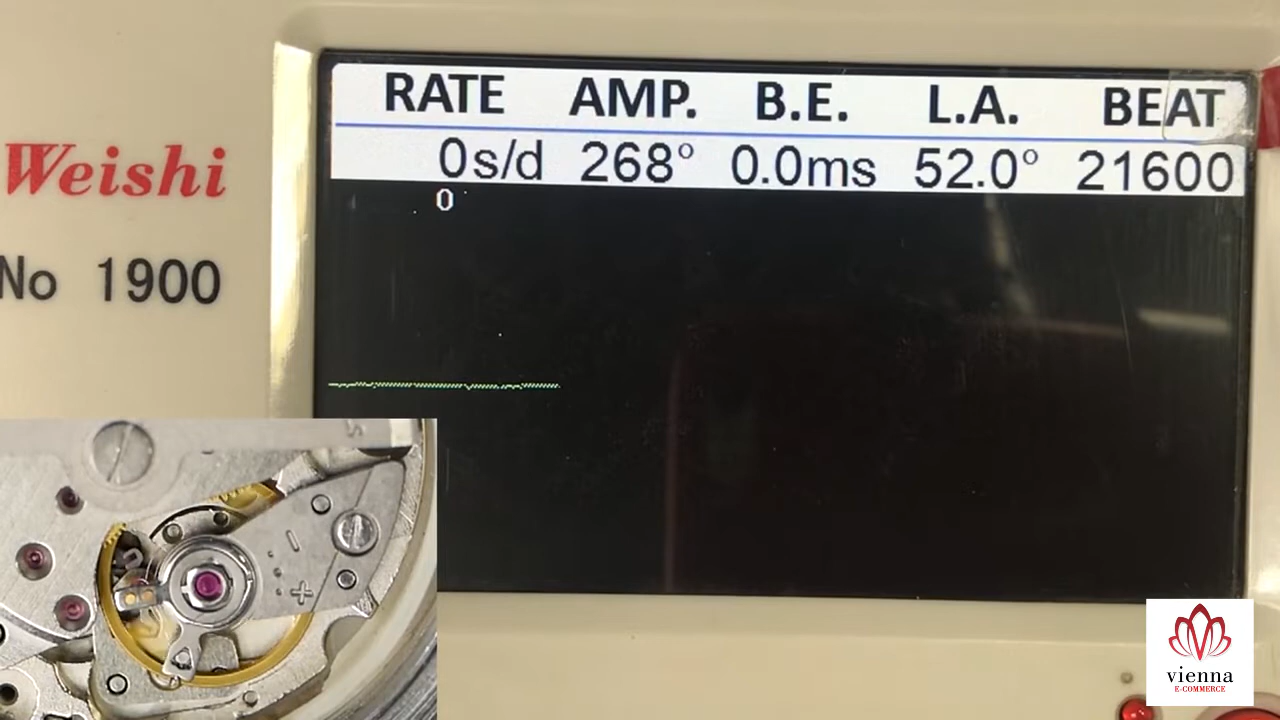 Weishi
No 1900
RATE AMP. B.E. L.A. BEAT
0s/d 268° 0.0ms 52.0° 21600
0
- +
vienna
E-COMMERCE